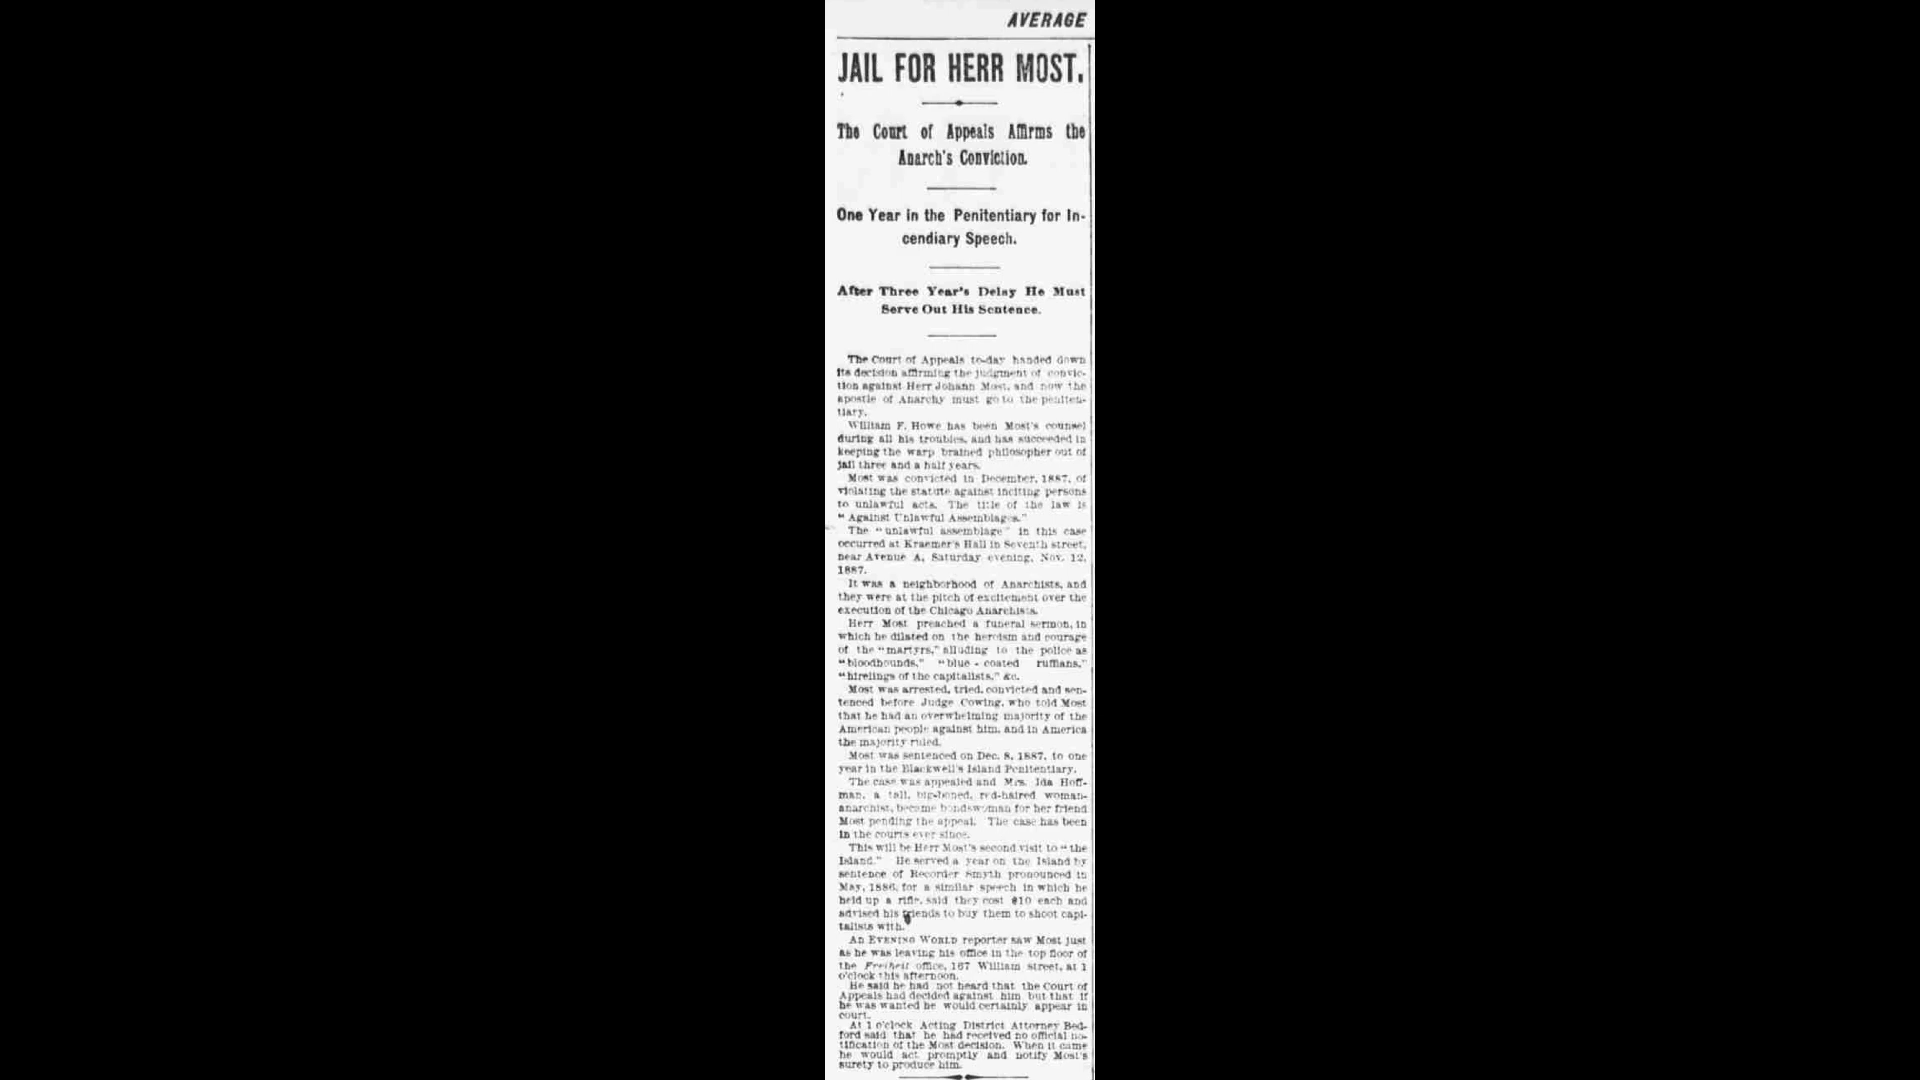 AVERAGE
JAIL FOR HERR MOST.
The Court of Appeals Affirms the
Anarch's Conviction.
One Year in the Penitentiary for In-
cendiary Speech.
After Three Year's Delay He Must
Serve Out His Sentence.
The Court of Appeals to-day handed down
its decision affirming the judgment of convic-
tion against Herr Johann Most, and now the
apostle of Anarchy must go to the peniten-
tiary.
William F. Howe has been Most's counsel
during all his troubles, and has succeeded in
keeping the warp brained philosopher out of
jail three and a half years.
Most was convicted in December, 1887, of
violating the statute against inciting persons
to unlawful acts. The title of the law is
"Against Unlawful Assemblages."
The "unlawful assemblage" in this case
occurred at Kraemer's Hall in Seventh street,
near Avenue A, Saturday evening, Nov. 12,
1887.
It was a neighborhood of Anarchists, and
they were at the pitch of excitement over the
execution of the Chicago Anarchists.
Herr Most preached a funeral sermon, in
which he dilated on the heroism and courage
of the "martyrs," alluding to the police as
"bloodhounds," "blue-coated ruffians,"
"hirelings of the capitalists," &c.
Most was arrested, tried, convicted and sen-
tenced before Judge Cowing, who told Most
that he had an overwhelming majority of the
American people against him, and in America
the majority ruled.
Most was sentenced on Dec. 8, 1887, to one
year in the Blackwell's Island Penitentiary.
The case was appealed and Mrs. Ida Hoff-
man, a tall, big-boned, red-haired woman-
anarchist, became bondswoman for her friend
Most pending the appeal. The case has been
in the courts ever since.
This will be Herr Most's second visit to "the
Island." He served a year on the Island by
sentence of Recorder Smyth pronounced in
May, 1886, for a similar speech in which he
held up a rifle, said they cost $10 each and
advised his friends to buy them to shoot capi-
talists with.
An EVENING WORLD reporter saw Most just
as he was leaving his office in the top floor of
the Freiheit office, 167 William street, at 1
o'clock this afternoon.
He said he had not heard that the Court of
Appeals had decided against him but that if
he was wanted he would certainly appear in
court.
At 1 o'clock Acting District Attorney Bed-
ford said that he had received no official no-
tification of the Most decision. When it came
he would act promptly and notify Most's
surety to produce him.